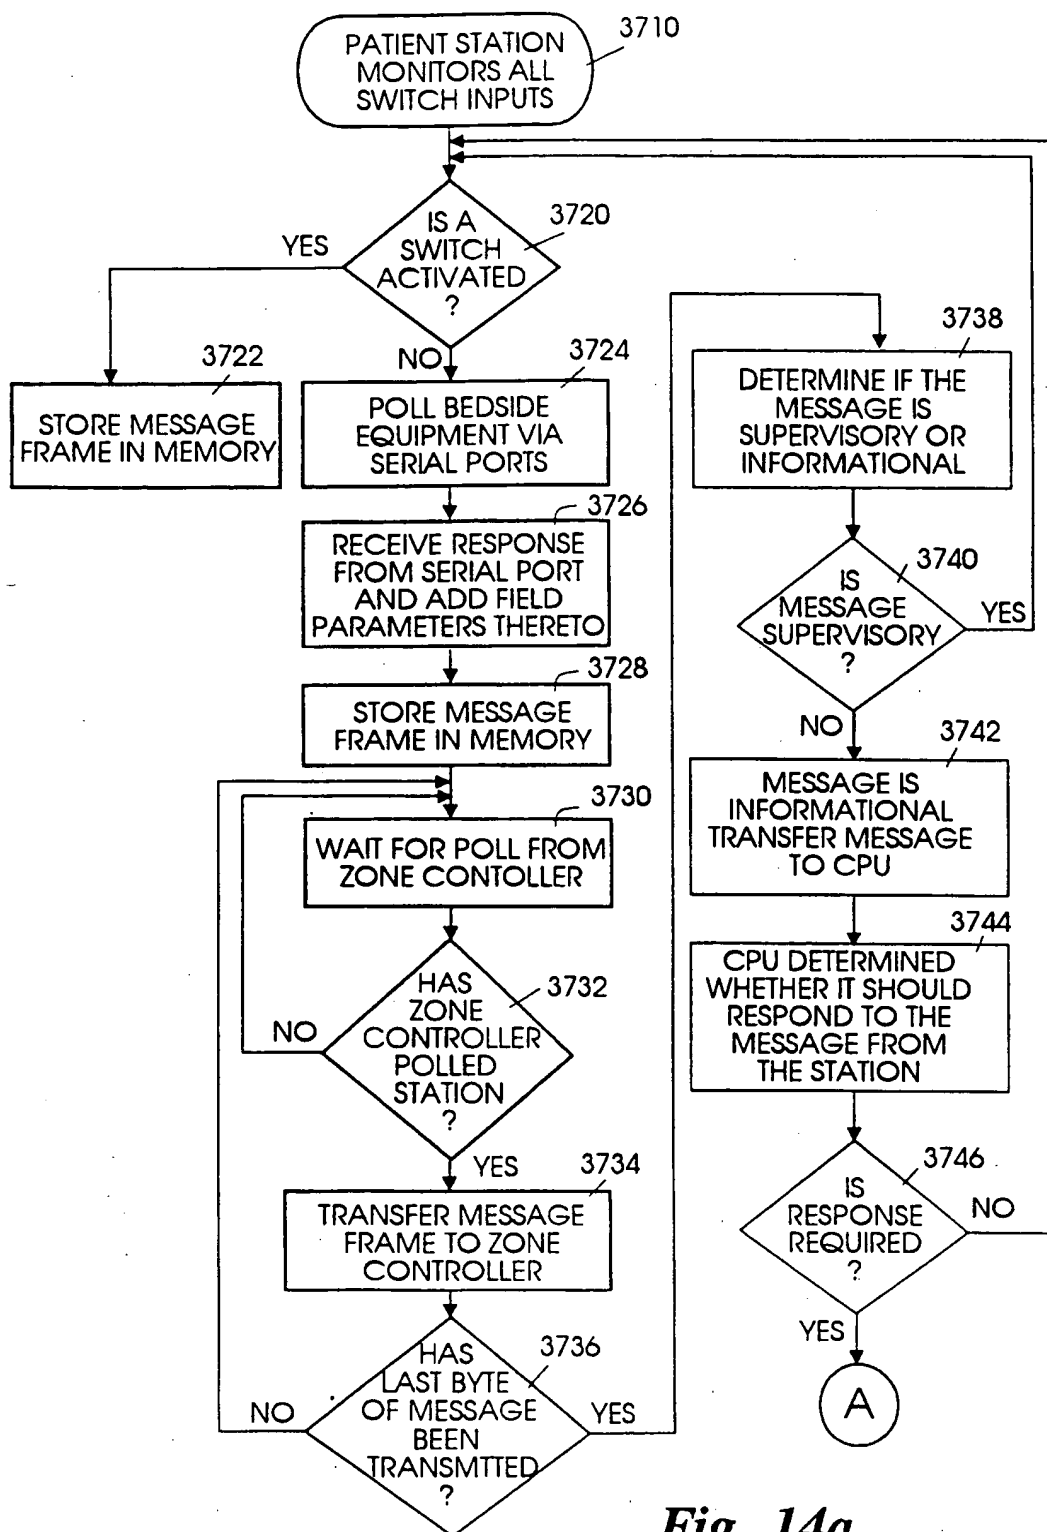 PATIENT STATION
MONITORS ALL
SWITCH INPUTS
3710
IS A
SWITCH
ACTIVATED
?
3720
YES
NO
3722
STORE MESSAGE
FRAME IN MEMORY
3724
POLL BEDSIDE
EQUIPMENT VIA
SERIAL PORTS
3726
RECEIVE RESPONSE
FROM SERIAL PORT
AND ADD FIELD
PARAMETERS THERETO
3728
STORE MESSAGE
FRAME IN MEMORY
3730
WAIT FOR POLL FROM
ZONE CONTOLLER
HAS
ZONE
CONTROLLER
POLLED
STATION
?
3732
NO
YES
3734
TRANSFER MESSAGE
FRAME TO ZONE
CONTROLLER
HAS
LAST BYTE
OF MESSAGE
BEEN
TRANSMTTED
?
3736
NO
YES
3738
DETERMINE IF THE
MESSAGE IS
SUPERVISORY OR
INFORMATIONAL
3740
IS
MESSAGE
SUPERVISORY
?
YES
NO
3742
MESSAGE IS
INFORMATIONAL
TRANSFER MESSAGE
TO CPU
3744
CPU DETERMINED
WHETHER IT SHOULD
RESPOND TO THE
MESSAGE FROM
THE STATION
3746
IS
RESPONSE
REQUIRED
?
NO
YES
A
Fig. 14a